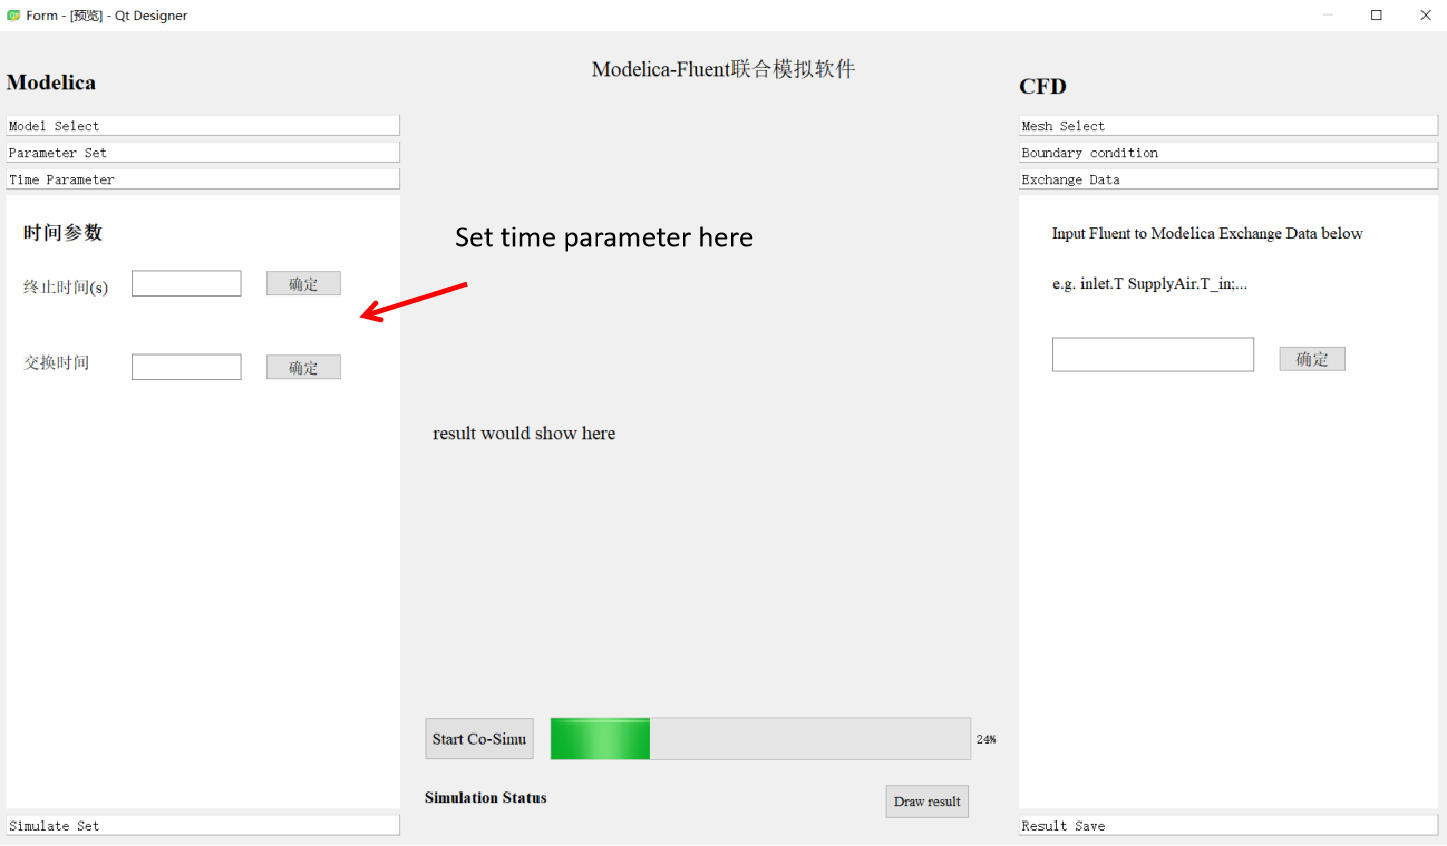 Form - [预览] - Qt Designer
Modelica-Fluent联合模拟软件
Modelica
Model Select
Parameter Set
Time Parameter
时间参数
终止时间(s)
确定
交换时间
确定
Simulate Set
Set time parameter here
result would show here
Start Co-Simu
24%
Simulation Status
Draw result
CFD
Mesh Select
Boundary condition
Exchange Data
Input Fluent to Modelica Exchange Data below
e.g. inlet.T SupplyAir.T_in;...
确定
Result Save